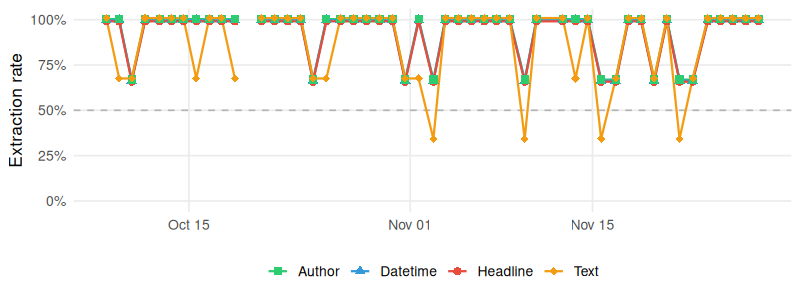 100%
75%
50%
25%
0%
Extraction rate
Oct 15 Nov 01 Nov 15
Author Datetime Headline Text